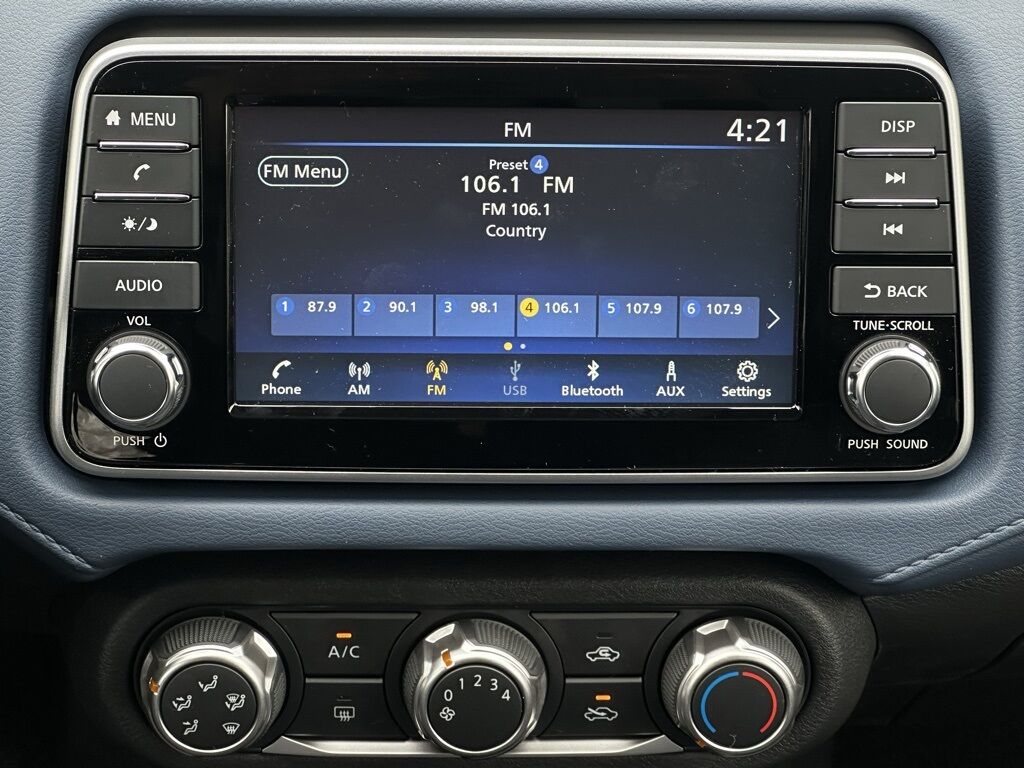 MENU
DISP
FM
4:21
FM Menu
Preset 4
106.1 FM
FM 106.1
Country
AUDIO
BACK
1 87.9
2 90.1
3 98.1
4 106.1
5 107.9
6 107.9
VOL
TUNE·SCROLL
Phone
AM
FM
USB
Bluetooth
AUX
Settings
PUSH
PUSH SOUND
A/C
0 1 2 3 4